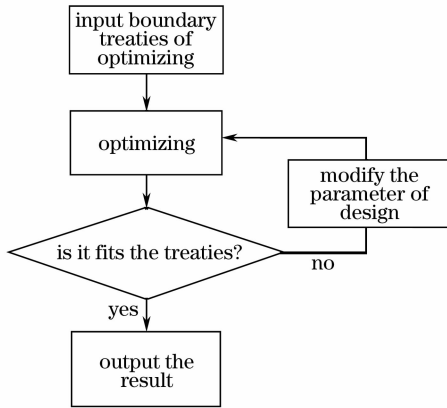 input boundary
treaties of
optimizing
optimizing
modify the
parameter of
design
is it fits the treaties?
no
yes
output the
result